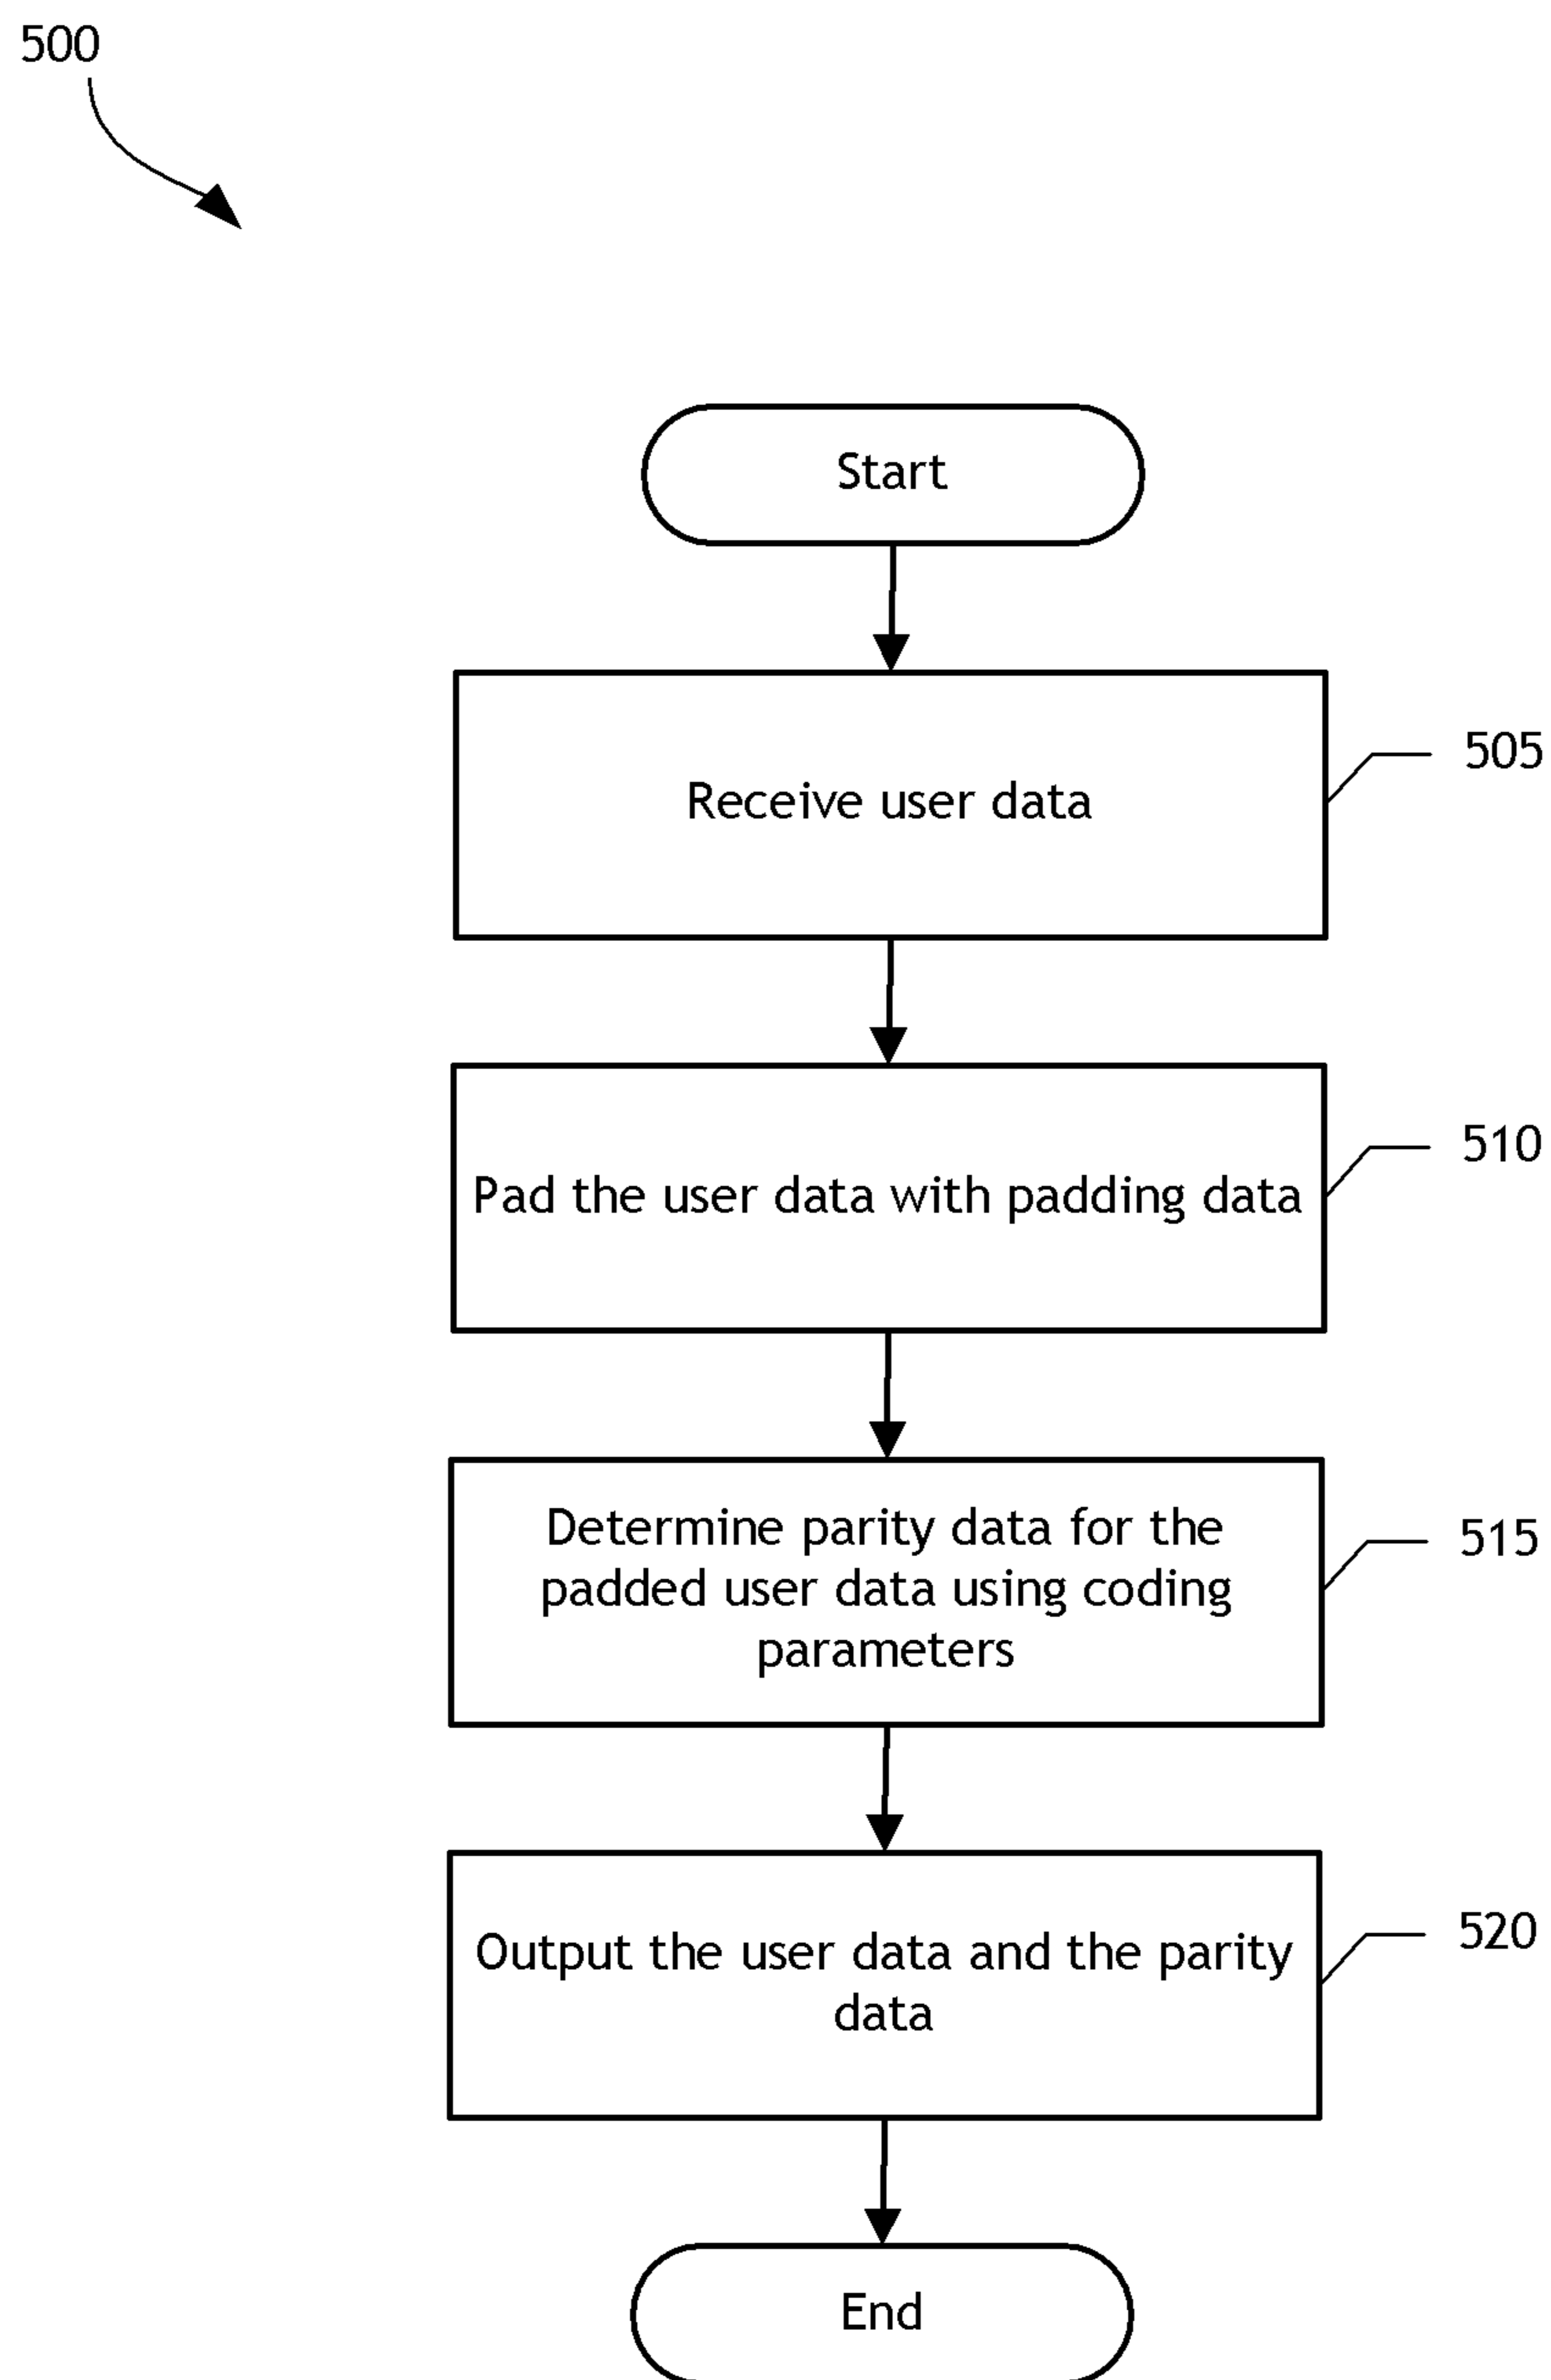 500
Start
Receive user data
505
Pad the user data with padding data
510
Determine parity data for the
padded user data using coding
parameters
515
Output the user data and the parity
data
520
End